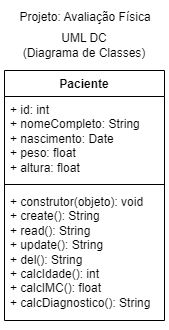 Projeto: Avaliação Física
UML DC
(Diagrama de Classes)
Paciente
+ id: int
+ nomeCompleto: String
+ nascimento: Date
+ peso: float
+ altura: float
+ construtor(objeto): void
+ create(): String
+ read(): String
+ update(): String
+ del(): String
+ calcIdade(): int
+ calcIMC(): float
+ calcDiagnostico(): String